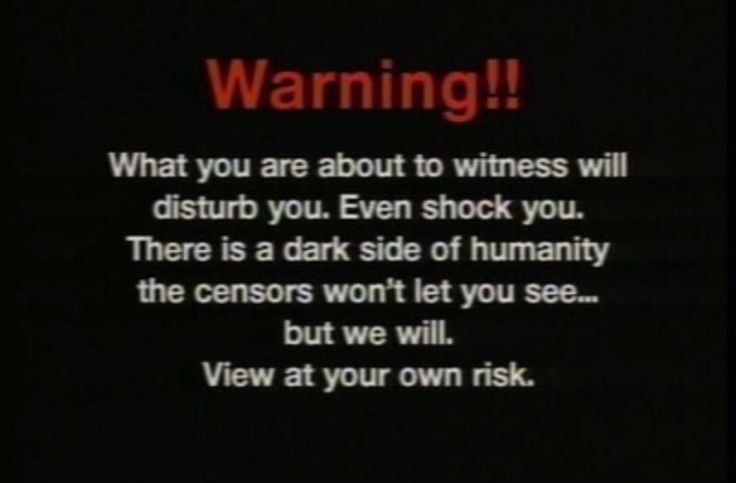 Warning!!
What you are about to witness will
disturb you. Even shock you.
There is a dark side of humanity
the censors won't let you see...
but we will.
View at your own risk.